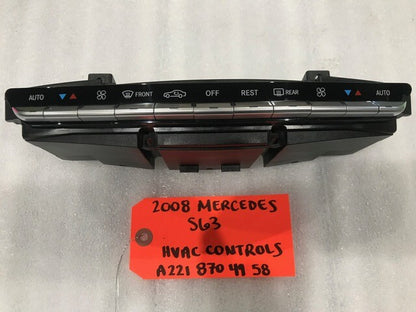 AUTO FRONT OFF REST REAR AUTO
2008 MERCEDES
S63
HVAC CONTROLS
A221 870 49 58